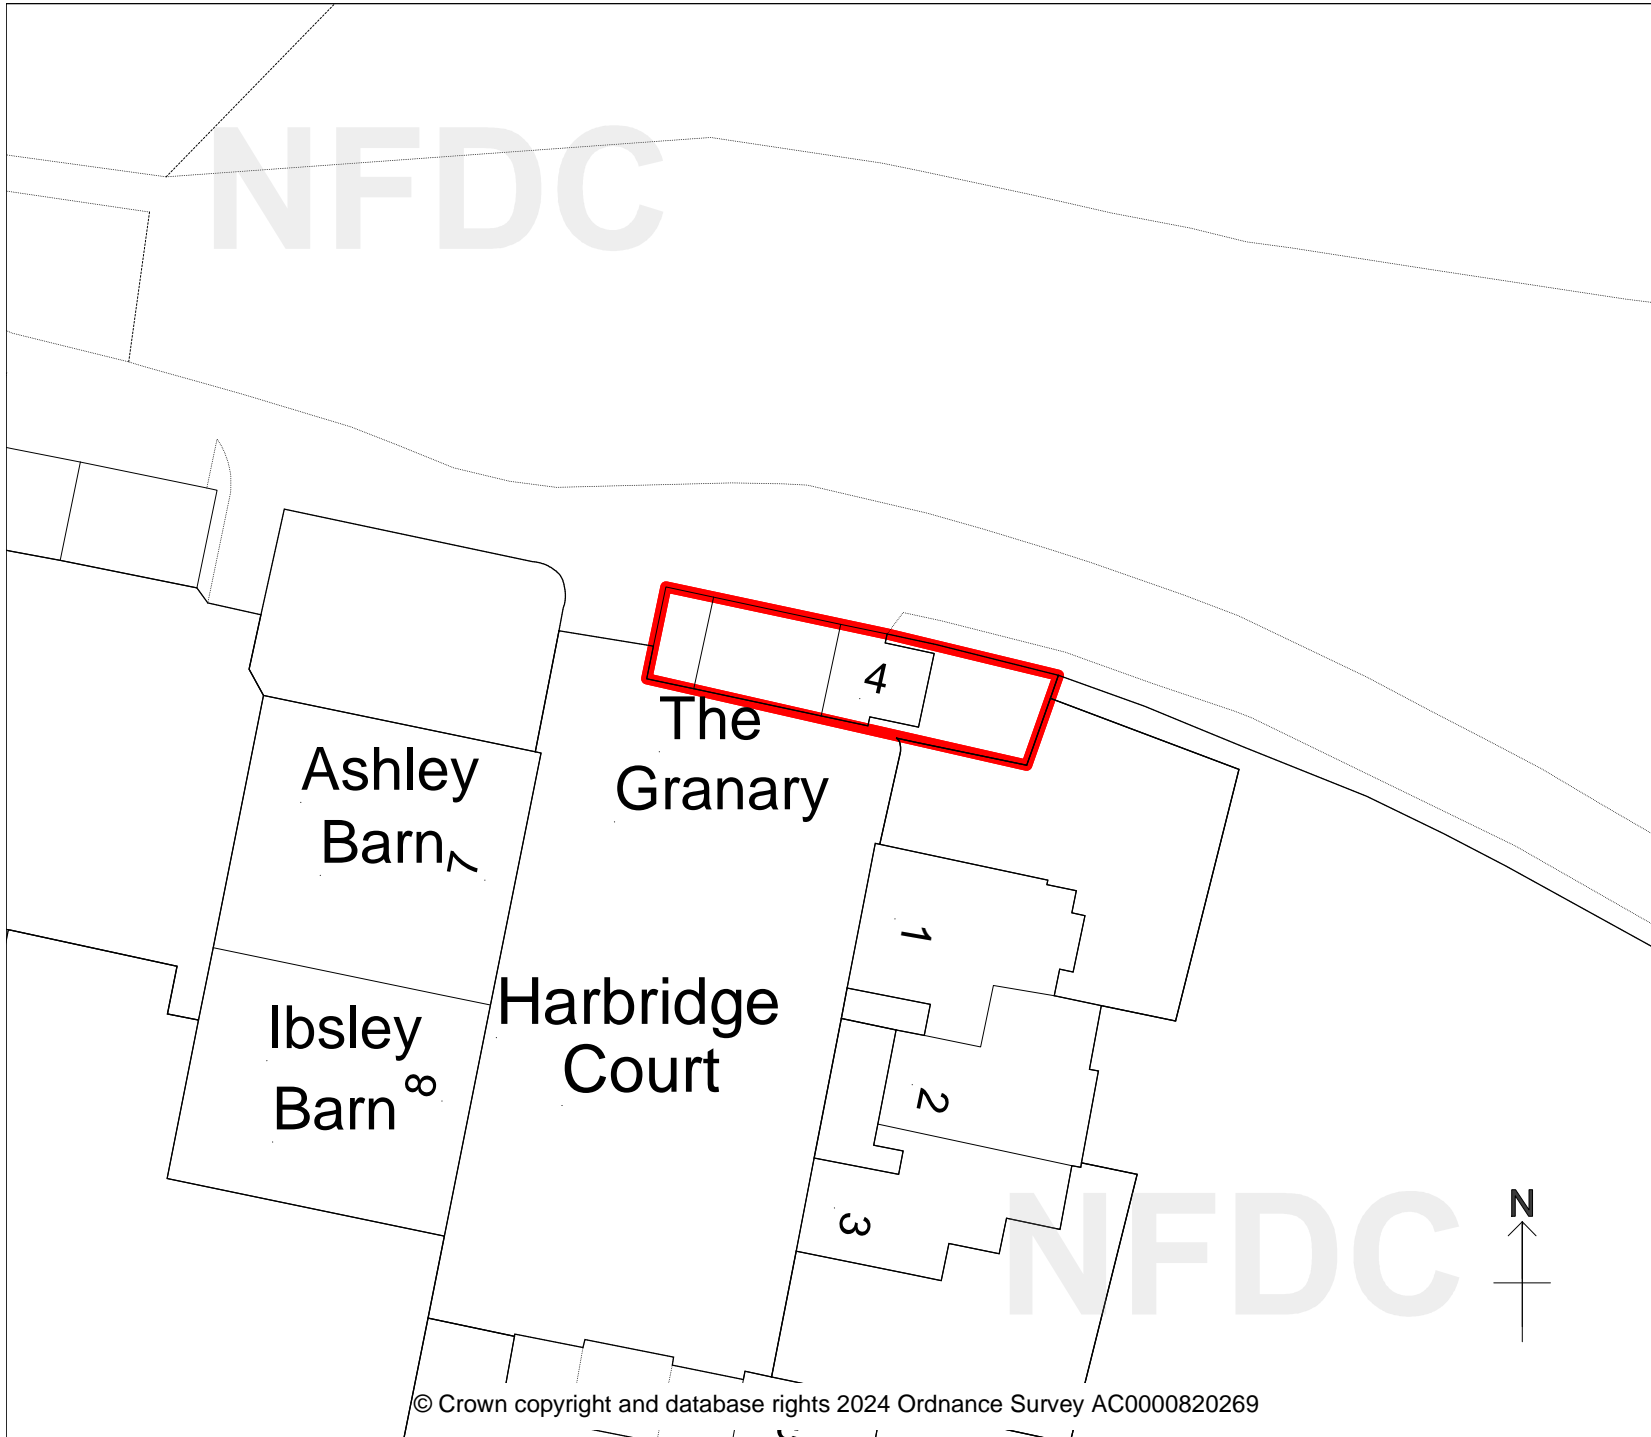 NFDC
4
The
Granary
Ashley
Barn 7
1
Harbridge
Court
Ibsley
Barn 8
2
3
NFDC
N
© Crown copyright and database rights 2024 Ordnance Survey AC0000820269